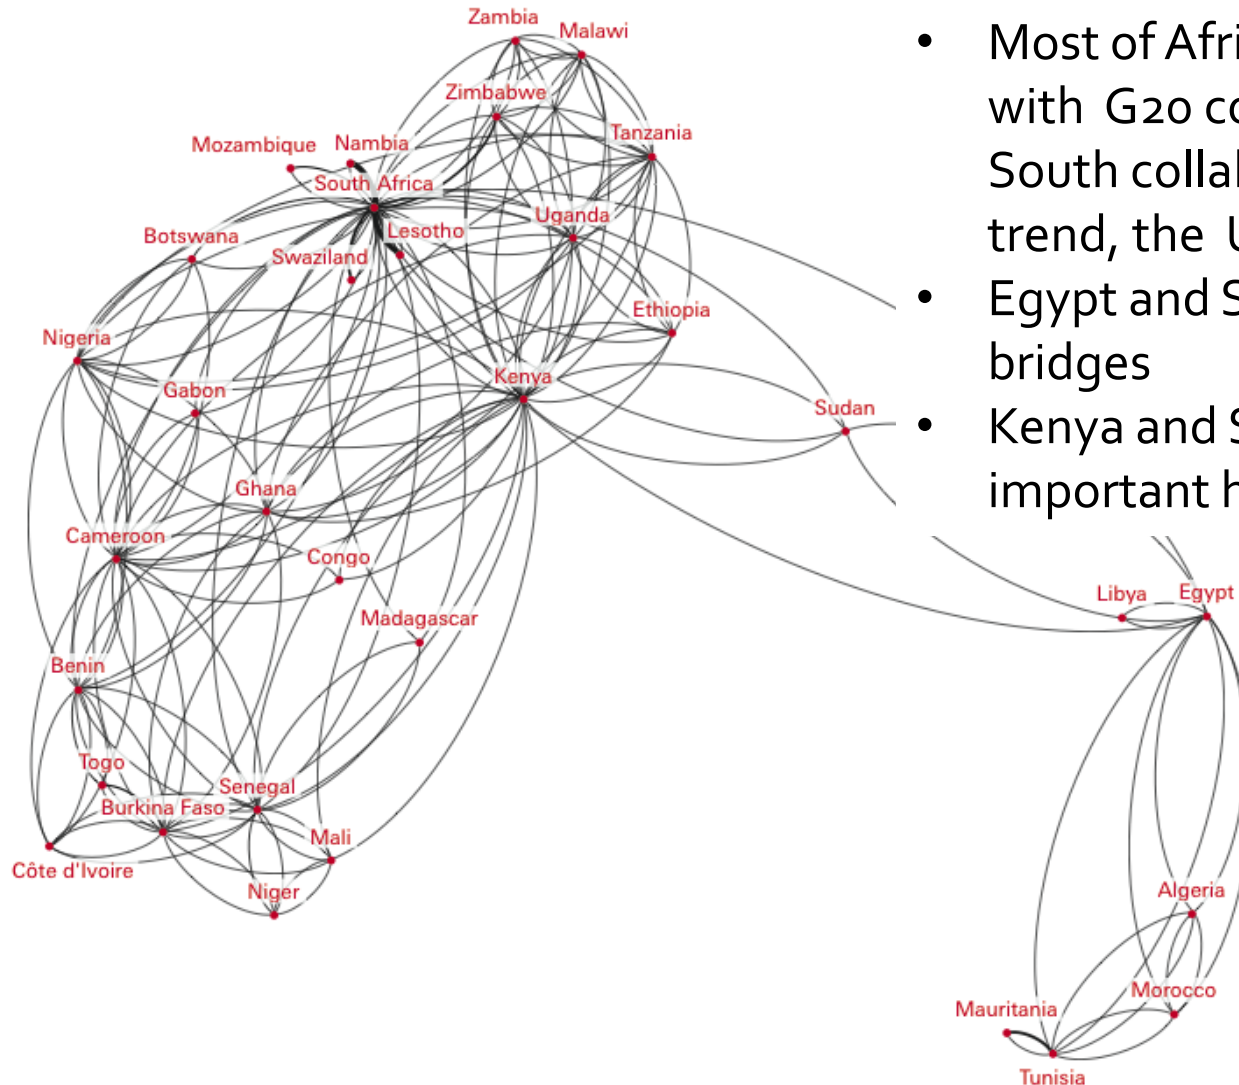 Zambia
Malawi
Zimbabwe
Tanzania
Mozambique
Nambia
South Africa
Uganda
Lesotho
Botswana
Swaziland
Ethiopia
Nigeria
Kenya
Gabon
Sudan
Ghana
Cameroon
Congo
Madagascar
Benin
Togo
Senegal
Burkina Faso
Mali
Côte d'Ivoire
Niger
• Most of Afri
with G20 co
South collal
trend, the U
• Egypt and S
bridges
• Kenya and S
important h
Libya
Egypt
Algeria
Morocco
Mauritania
Tunisia